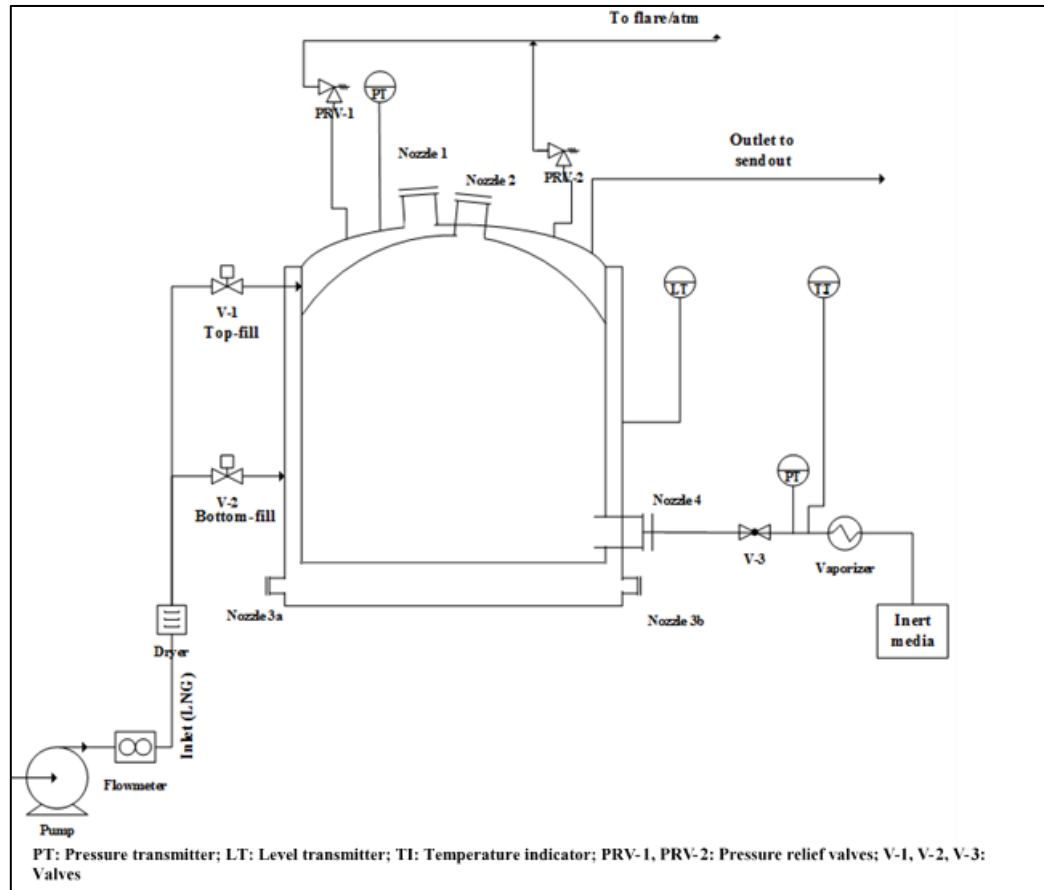 To flare/atm
PT
PRV-1
Nozzle 1
Nozzle 2
PRV-2
Outlet to
sendout
LT
TI
V-1
Top-fill
V-2
Bottom-fill
PT
Nozzle 4
V-3
Vaporizer
Nozzle 3a
Nozzle 3b
Inert
media
Dryer
Inlet (LNG)
Flowmeter
Pump
PT: Pressure transmitter; LT: Level transmitter; TI: Temperature indicator; PRV-1, PRV-2: Pressure relief valves; V-1, V-2, V-3:
Valves